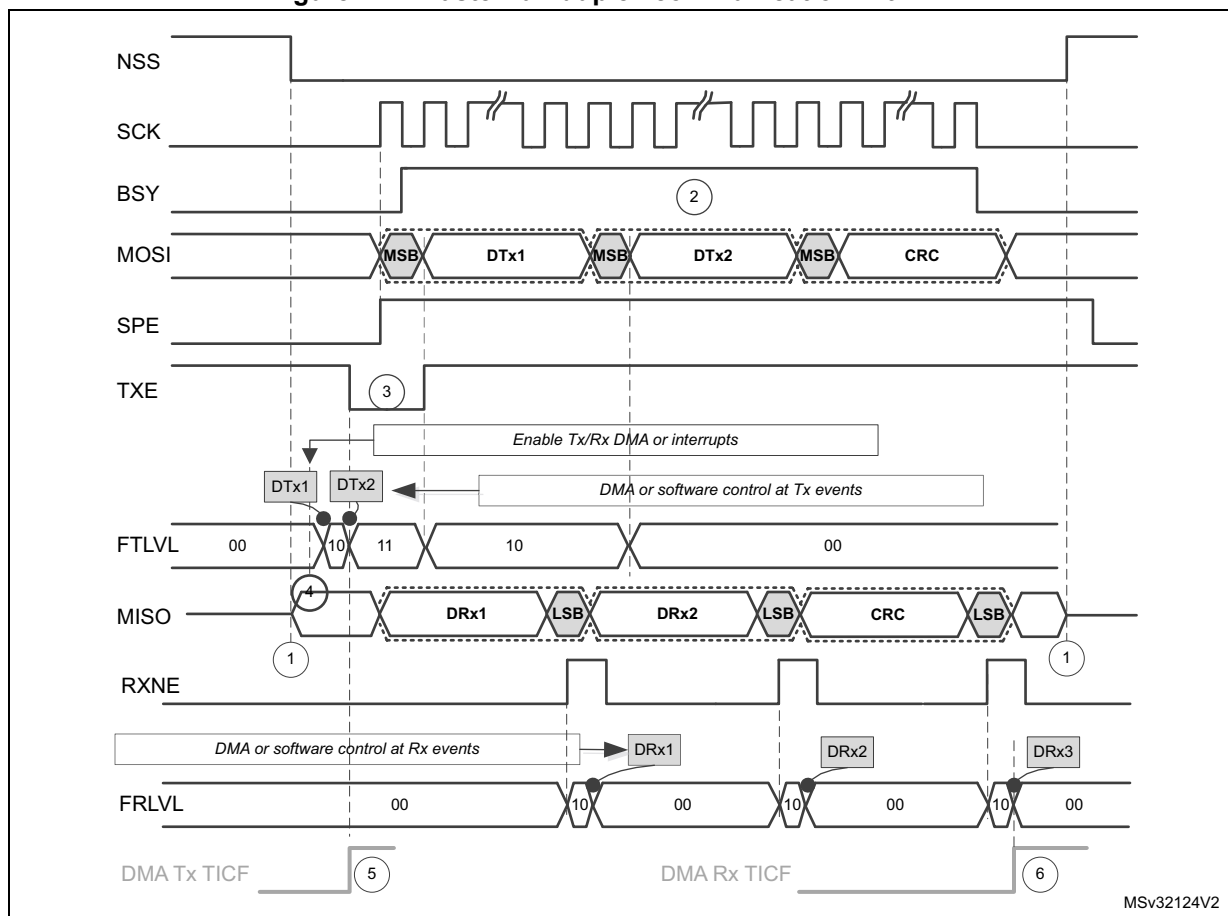 NSS
SCK
BSY
2
MOSI
MSB DTx1 MSB DTx2 MSB CRC
SPE
TXE
3
Enable Tx/Rx DMA or interrupts
DTx1 DTx2
DMA or software control at Tx events
FTLVL 00 10 11 10 00
4
MISO
DRx1 LSB DRx2 LSB CRC LSB
1 1
RXNE
DMA or software control at Rx events
DRx1 DRx2 DRx3
FRLVL 00 10 00 10 00 10 00
DMA Tx TICF 5 DMA Rx TICF 6
MSv32124V2